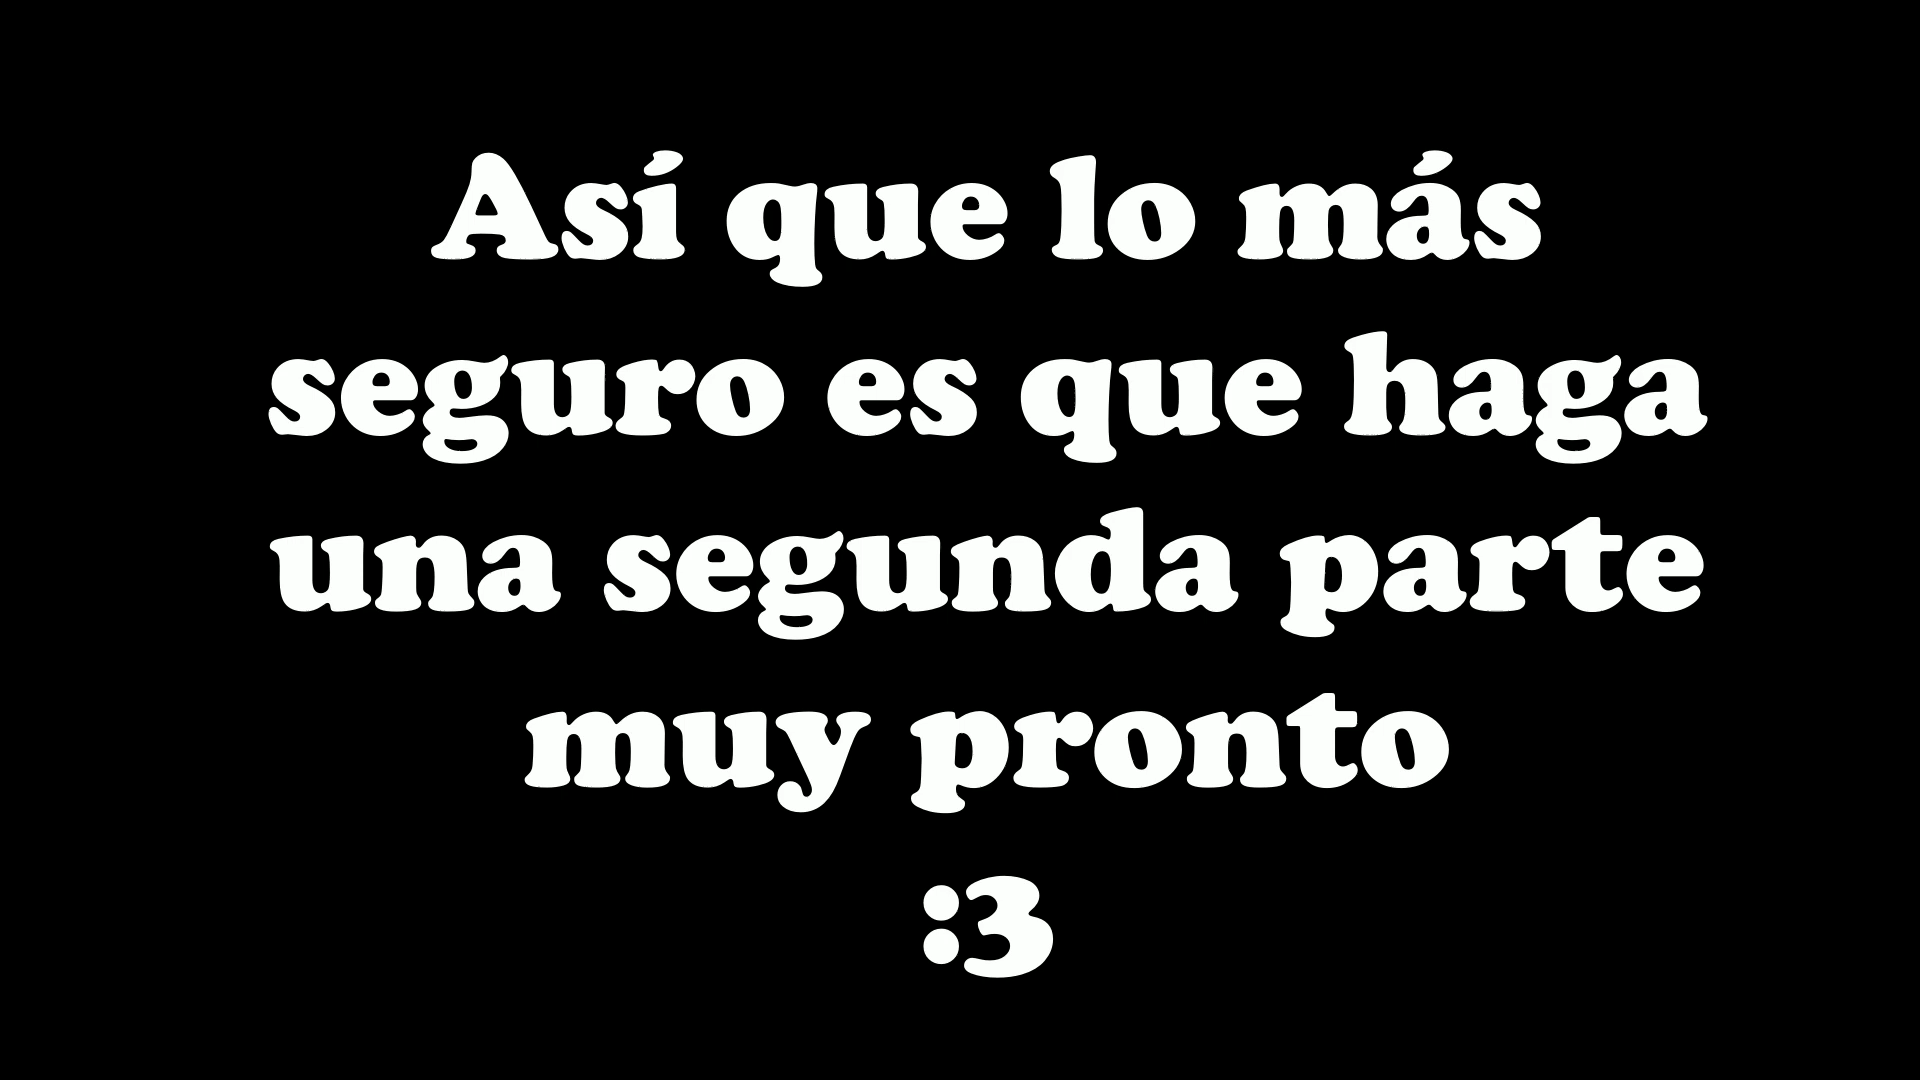 Así que lo más
seguro es que haga
una segunda parte
muy pronto
:3